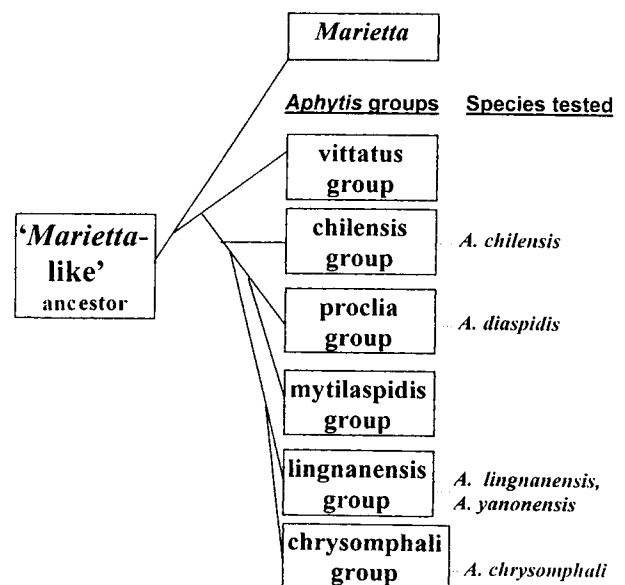 Marietta
Aphytis groups Species tested
vittatus
group
'Marietta-
like'
ancestor
chilensis
group
A. chilensis
proclia
group
A. diaspidis
mytilaspidis
group
lingnanensis
group
A. lingnanensis,
A. yanonensis
chrysomphali
group
A. chrysomphali